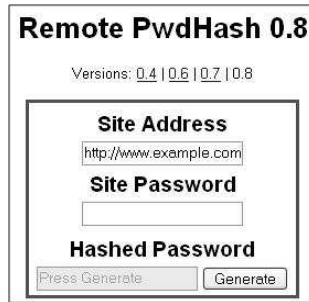 Remote PwdHash 0.8
Versions: 0.4 | 0.6 | 0.7 | 0.8
Site Address
http://www.example.com
Site Password
Hashed Password
Press Generate
Generate